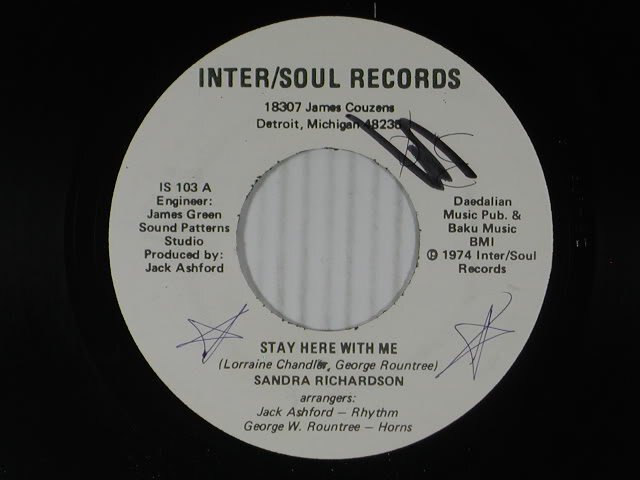 INTER/SOUL RECORDS
18307 James Couzens
Detroit, Michigan 48235
IS 103 A
Engineer:
James Green
Sound Patterns
Studio
Produced by:
Jack Ashford
Daedalian
Music Pub. &
Baku Music
BMI
℗ 1974 Inter/Soul
Records
STAY HERE WITH ME
(Lorraine Chandler, George Rountree)
SANDRA RICHARDSON
arrangers:
Jack Ashford — Rhythm
George W. Rountree — Horns